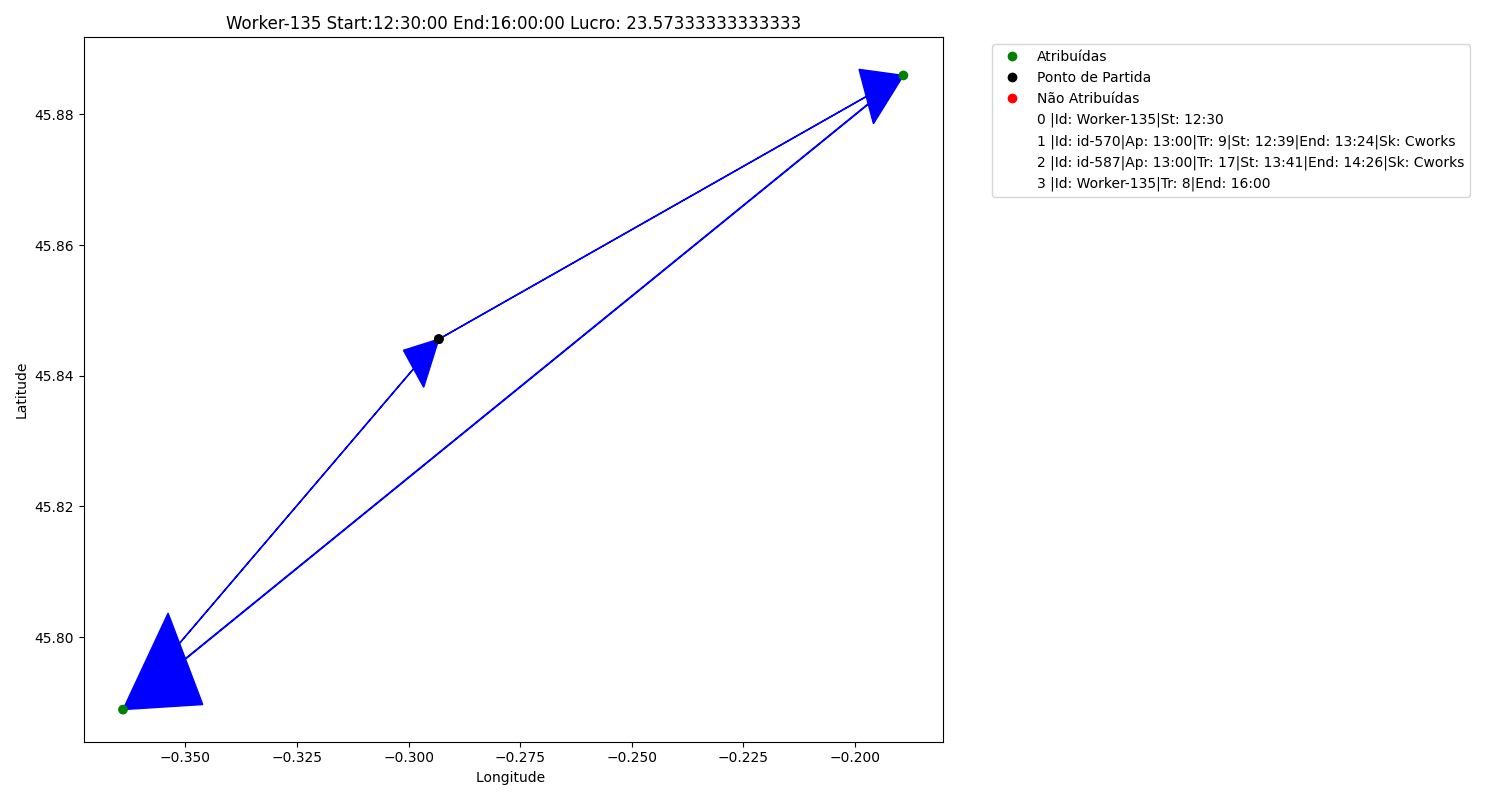 Worker-135 Start:12:30:00 End:16:00:00 Lucro: 23.57333333333333
Atribuídas
Ponto de Partida
Não Atribuídas
0 |Id: Worker-135|St: 12:30
1 |Id: id-570|Ap: 13:00|Tr: 9|St: 12:39|End: 13:24|Sk: Cworks
2 |Id: id-587|Ap: 13:00|Tr: 17|St: 13:41|End: 14:26|Sk: Cworks
3 |Id: Worker-135|Tr: 8|End: 16:00
45.88
45.86
45.84
45.82
45.80
Latitude
−0.350 −0.325 −0.300 −0.275 −0.250 −0.225 −0.200
Longitude